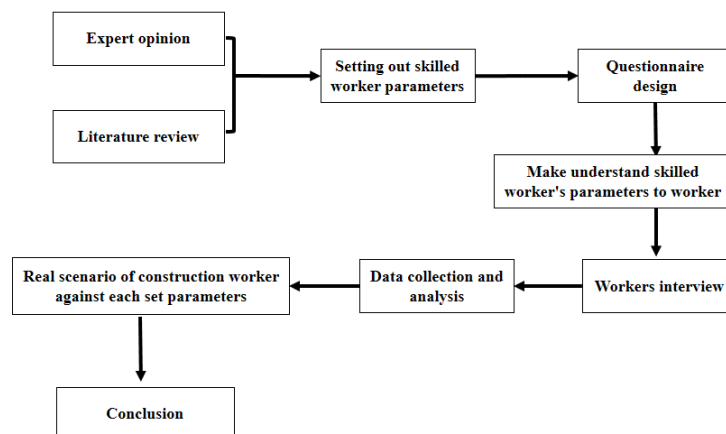 Expert opinion
Literature review
Setting out skilled
worker parameters
Questionnaire
design
Make understand skilled
worker's parameters to worker
Workers interview
Data collection and
analysis
Real scenario of construction worker
against each set parameters
Conclusion